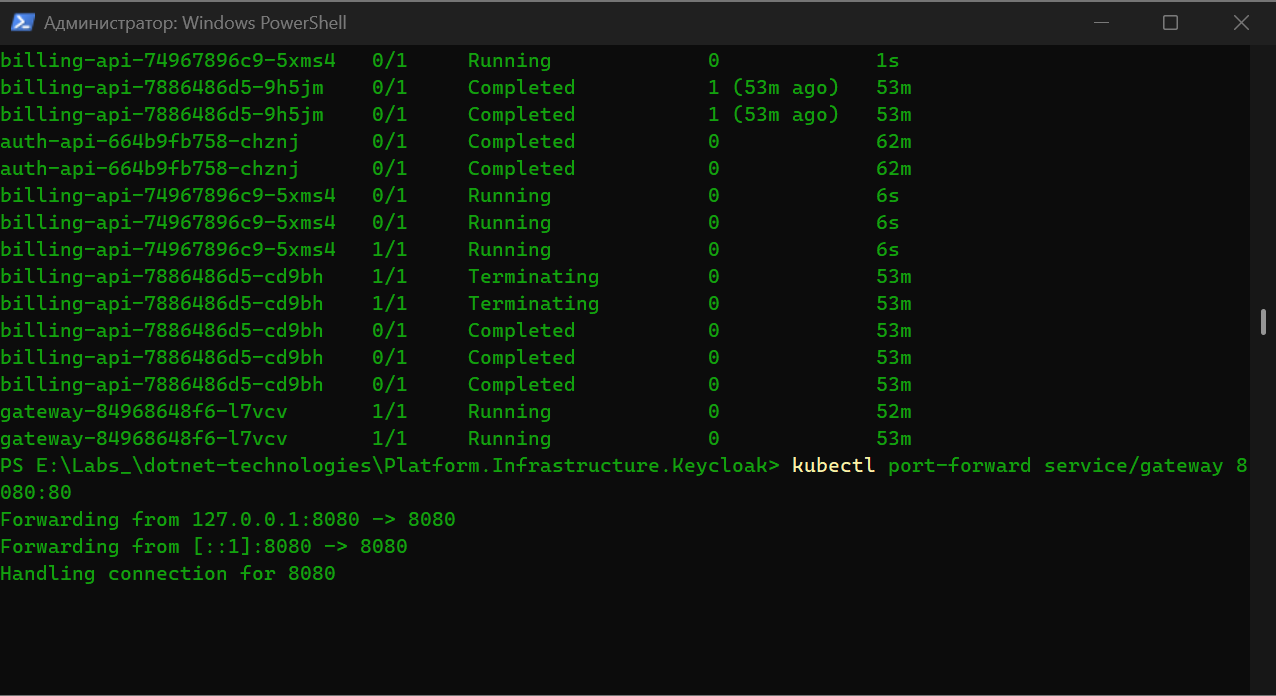 Администратор: Windows PowerShell
billing-api-74967896c9-5xms4   0/1     Running             0             1s
billing-api-7886486d5-9h5jm    0/1     Completed           1 (53m ago)   53m
billing-api-7886486d5-9h5jm    0/1     Completed           1 (53m ago)   53m
auth-api-664b9fb758-chznj      0/1     Completed           0             62m
auth-api-664b9fb758-chznj      0/1     Completed           0             62m
billing-api-74967896c9-5xms4   0/1     Running             0             6s
billing-api-74967896c9-5xms4   0/1     Running             0             6s
billing-api-74967896c9-5xms4   1/1     Running             0             6s
billing-api-7886486d5-cd9bh    1/1     Terminating         0             53m
billing-api-7886486d5-cd9bh    1/1     Terminating         0             53m
billing-api-7886486d5-cd9bh    0/1     Completed           0             53m
billing-api-7886486d5-cd9bh    0/1     Completed           0             53m
billing-api-7886486d5-cd9bh    0/1     Completed           0             53m
gateway-84968648f6-l7vcv       1/1     Running             0             52m
gateway-84968648f6-l7vcv       1/1     Running             0             53m
PS E:\Labs_\dotnet-technologies\Platform.Infrastructure.Keycloak> kubectl port-forward service/gateway 8
080:80
Forwarding from 127.0.0.1:8080 -> 8080
Forwarding from [::1]:8080 -> 8080
Handling connection for 8080